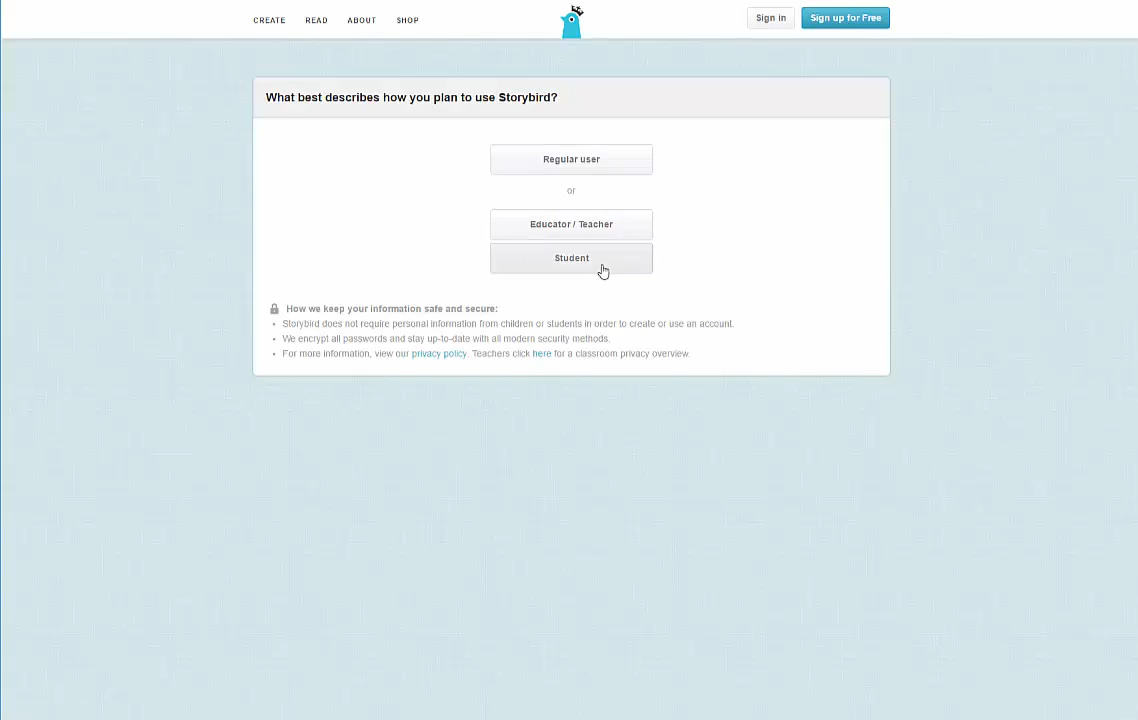 CREATE READ ABOUT SHOP Sign in Sign up for Free
What best describes how you plan to use Storybird?
Regular user
or
Educator / Teacher
Student
How we keep your information safe and secure:
• Storybird does not require personal information from children or students in order to create or use an account.
• We encrypt all passwords and stay up-to-date with all modern security methods.
• For more information, view our privacy policy. Teachers click here for a classroom privacy overview.